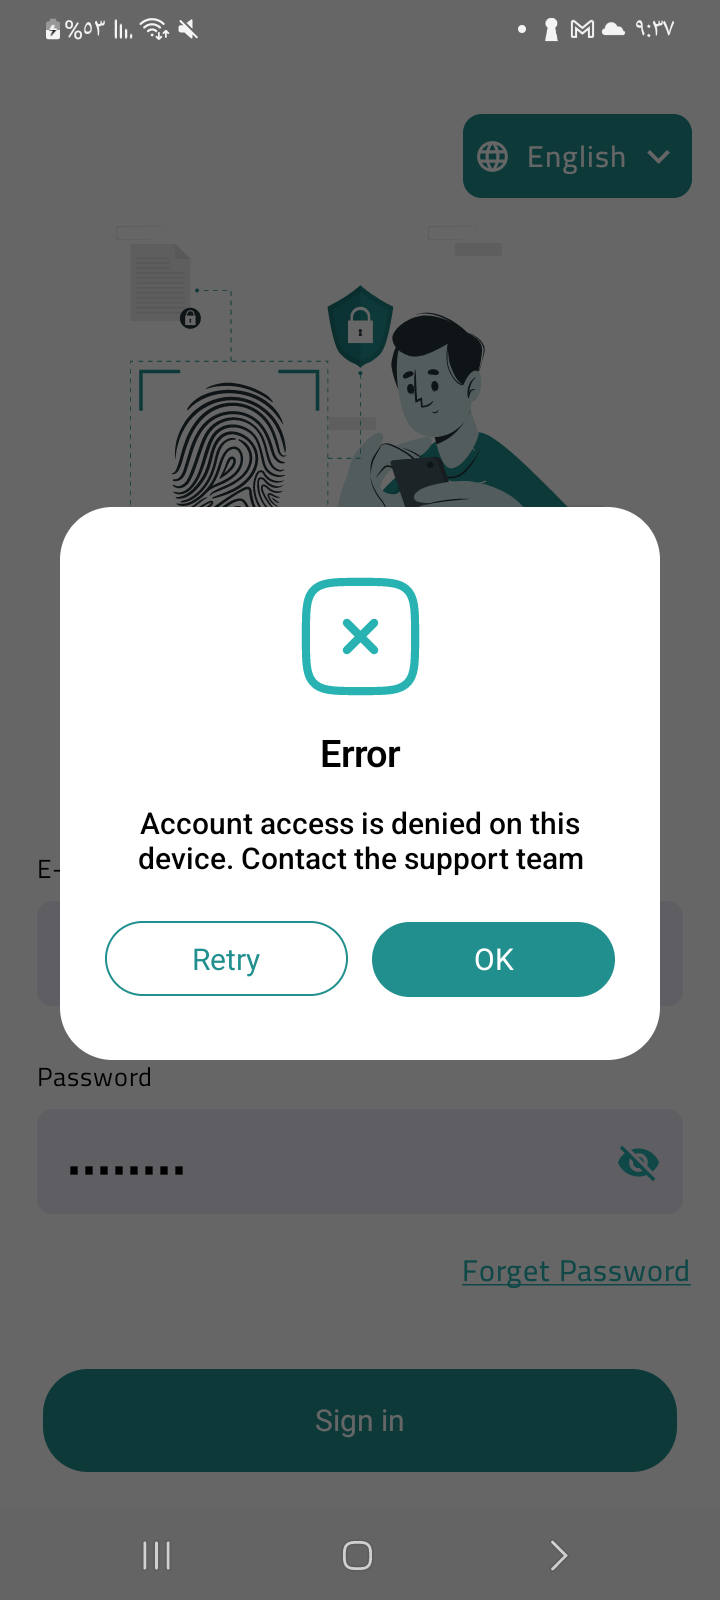 %٥٣
٩:٣٧
English
Error
Account access is denied on this
device. Contact the support team
Retry
OK
E-
Password
Forget Password
Sign in